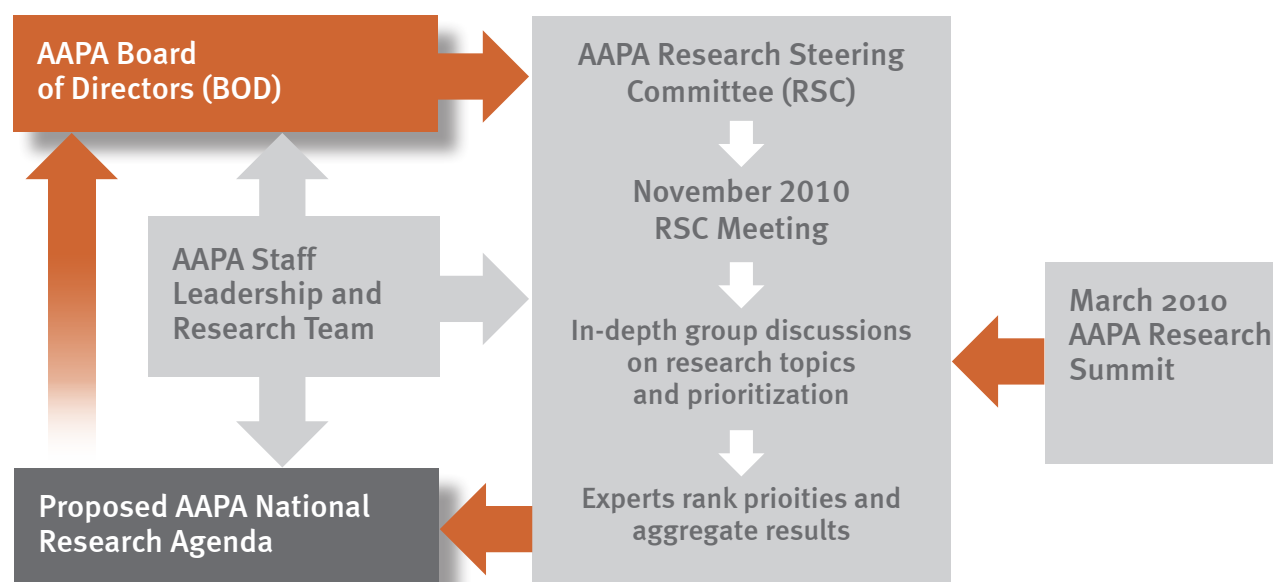 AAPA Board
of Directors (BOD)
AAPA Research Steering
Committee (RSC)
November 2010
RSC Meeting
AAPA Staff
Leadership and
Research Team
In-depth group discussions
on research topics
and prioritization
March 2010
AAPA Research
Summit
Proposed AAPA National
Research Agenda
Experts rank prioities and
aggregate results